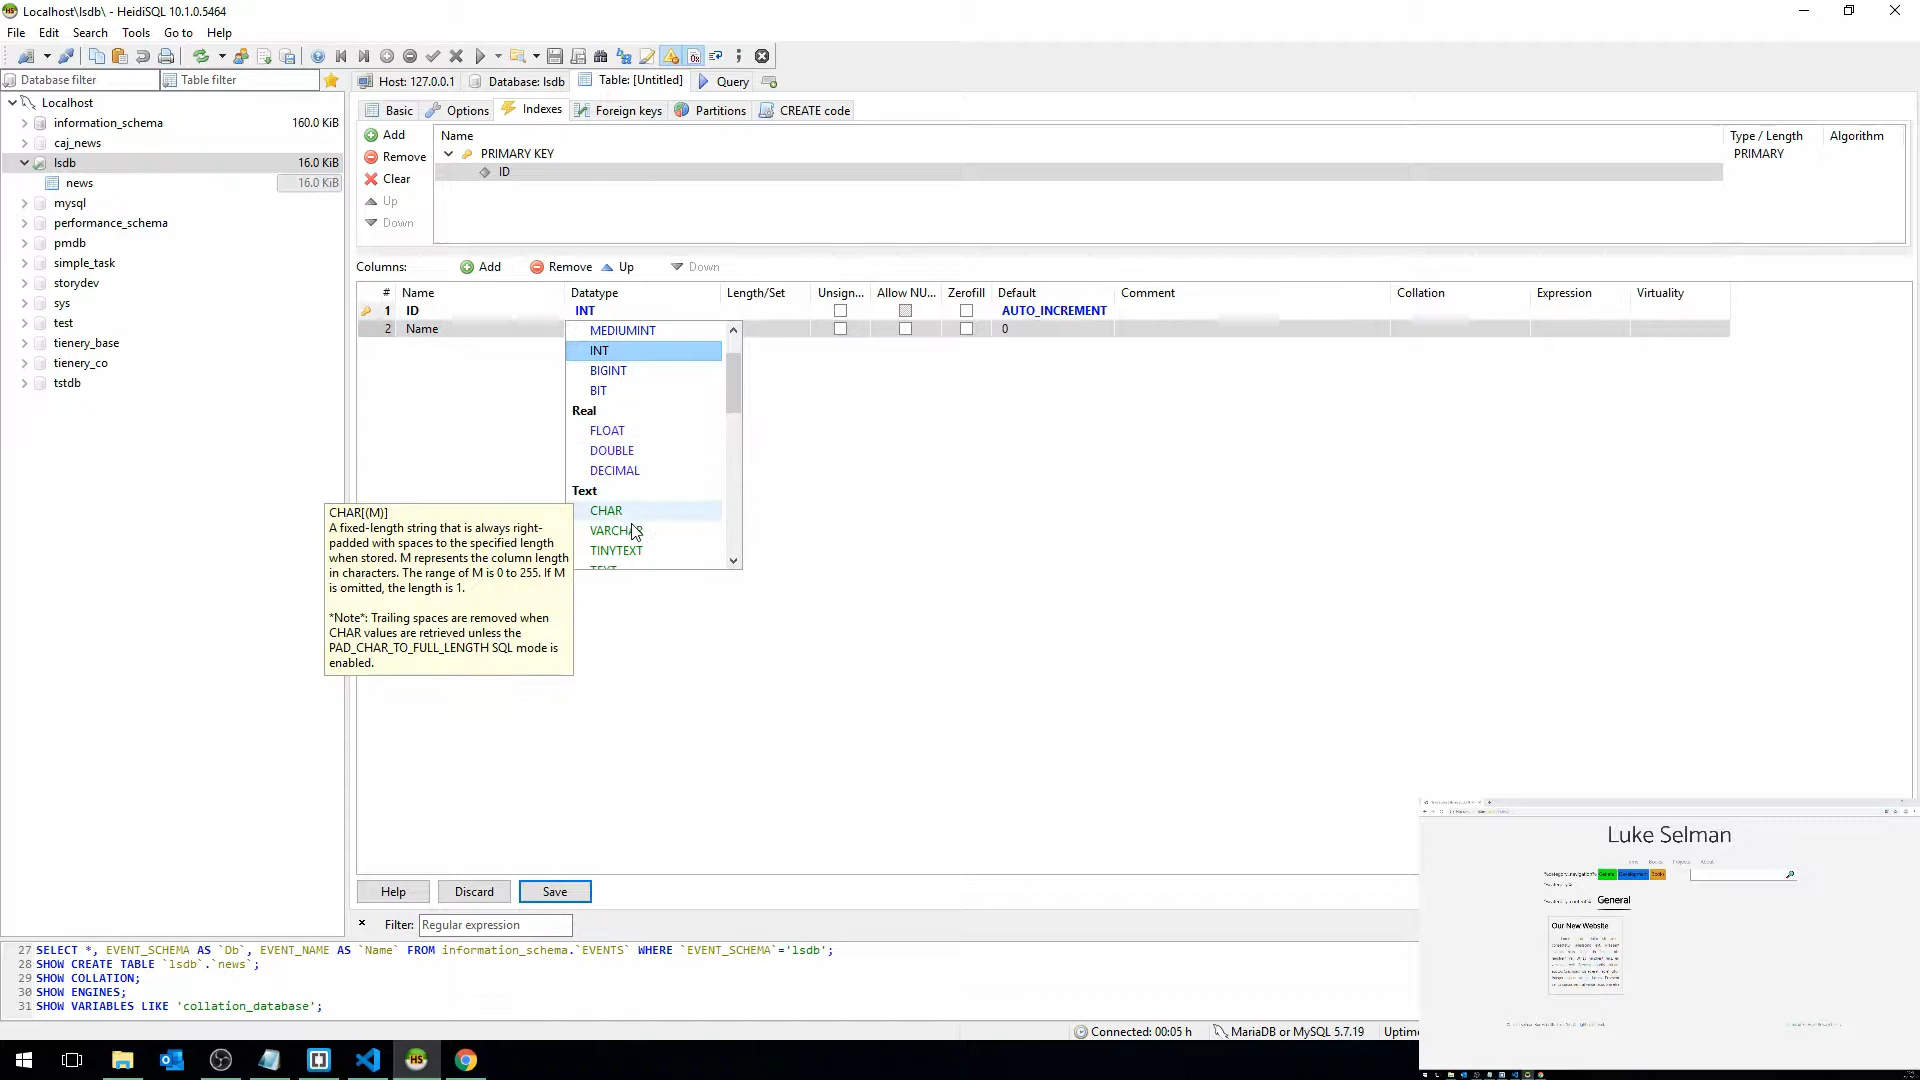 Localhost\lsdb\ - HeidiSQL 10.1.0.5464
File Edit Search Tools Go to Help
Database filter Table filter
Host: 127.0.0.1 Database: lsdb Table: [Untitled] Query
Localhost
information_schema 160.0 KiB
caj_news
lsdb 16.0 KiB
news 16.0 KiB
mysql
performance_schema
pmdb
simple_task
storydev
sys
test
tienery_base
tienery_co
tstdb
Basic Options Indexes Foreign keys Partitions CREATE code
Add
Remove
Clear
Up
Down
Name Type / Length Algorithm
PRIMARY KEY PRIMARY
ID
Columns: Add Remove Up Down
# Name Datatype Length/Set Unsign... Allow NU... Zerofill Default Comment Collation Expression Virtuality
1 ID INT AUTO_INCREMENT
2 Name 0
MEDIUMINT
INT
BIGINT
BIT
Real
FLOAT
DOUBLE
DECIMAL
Text
CHAR
VARCHAR
TINYTEXT
TEXT
CHAR[(M)]
A fixed-length string that is always right-
padded with spaces to the specified length
when stored. M represents the column length
in characters. The range of M is 0 to 255. If M
is omitted, the length is 1.
*Note*: Trailing spaces are removed when
CHAR values are retrieved unless the
PAD_CHAR_TO_FULL_LENGTH SQL mode is
enabled.
Help Discard Save
Filter: Regular expression
27 SELECT *, EVENT_SCHEMA AS `Db`, EVENT_NAME AS `Name` FROM information_schema.`EVENTS` WHERE `EVENT_SCHEMA`='lsdb';
28 SHOW CREATE TABLE `lsdb`.`news`;
29 SHOW COLLATION;
30 SHOW ENGINES;
31 SHOW VARIABLES LIKE 'collation_database';
Connected: 00:05 h MariaDB or MySQL 5.7.19 Uptime
Luke Selman
Books Projects About
Development Books
General
Our New Website